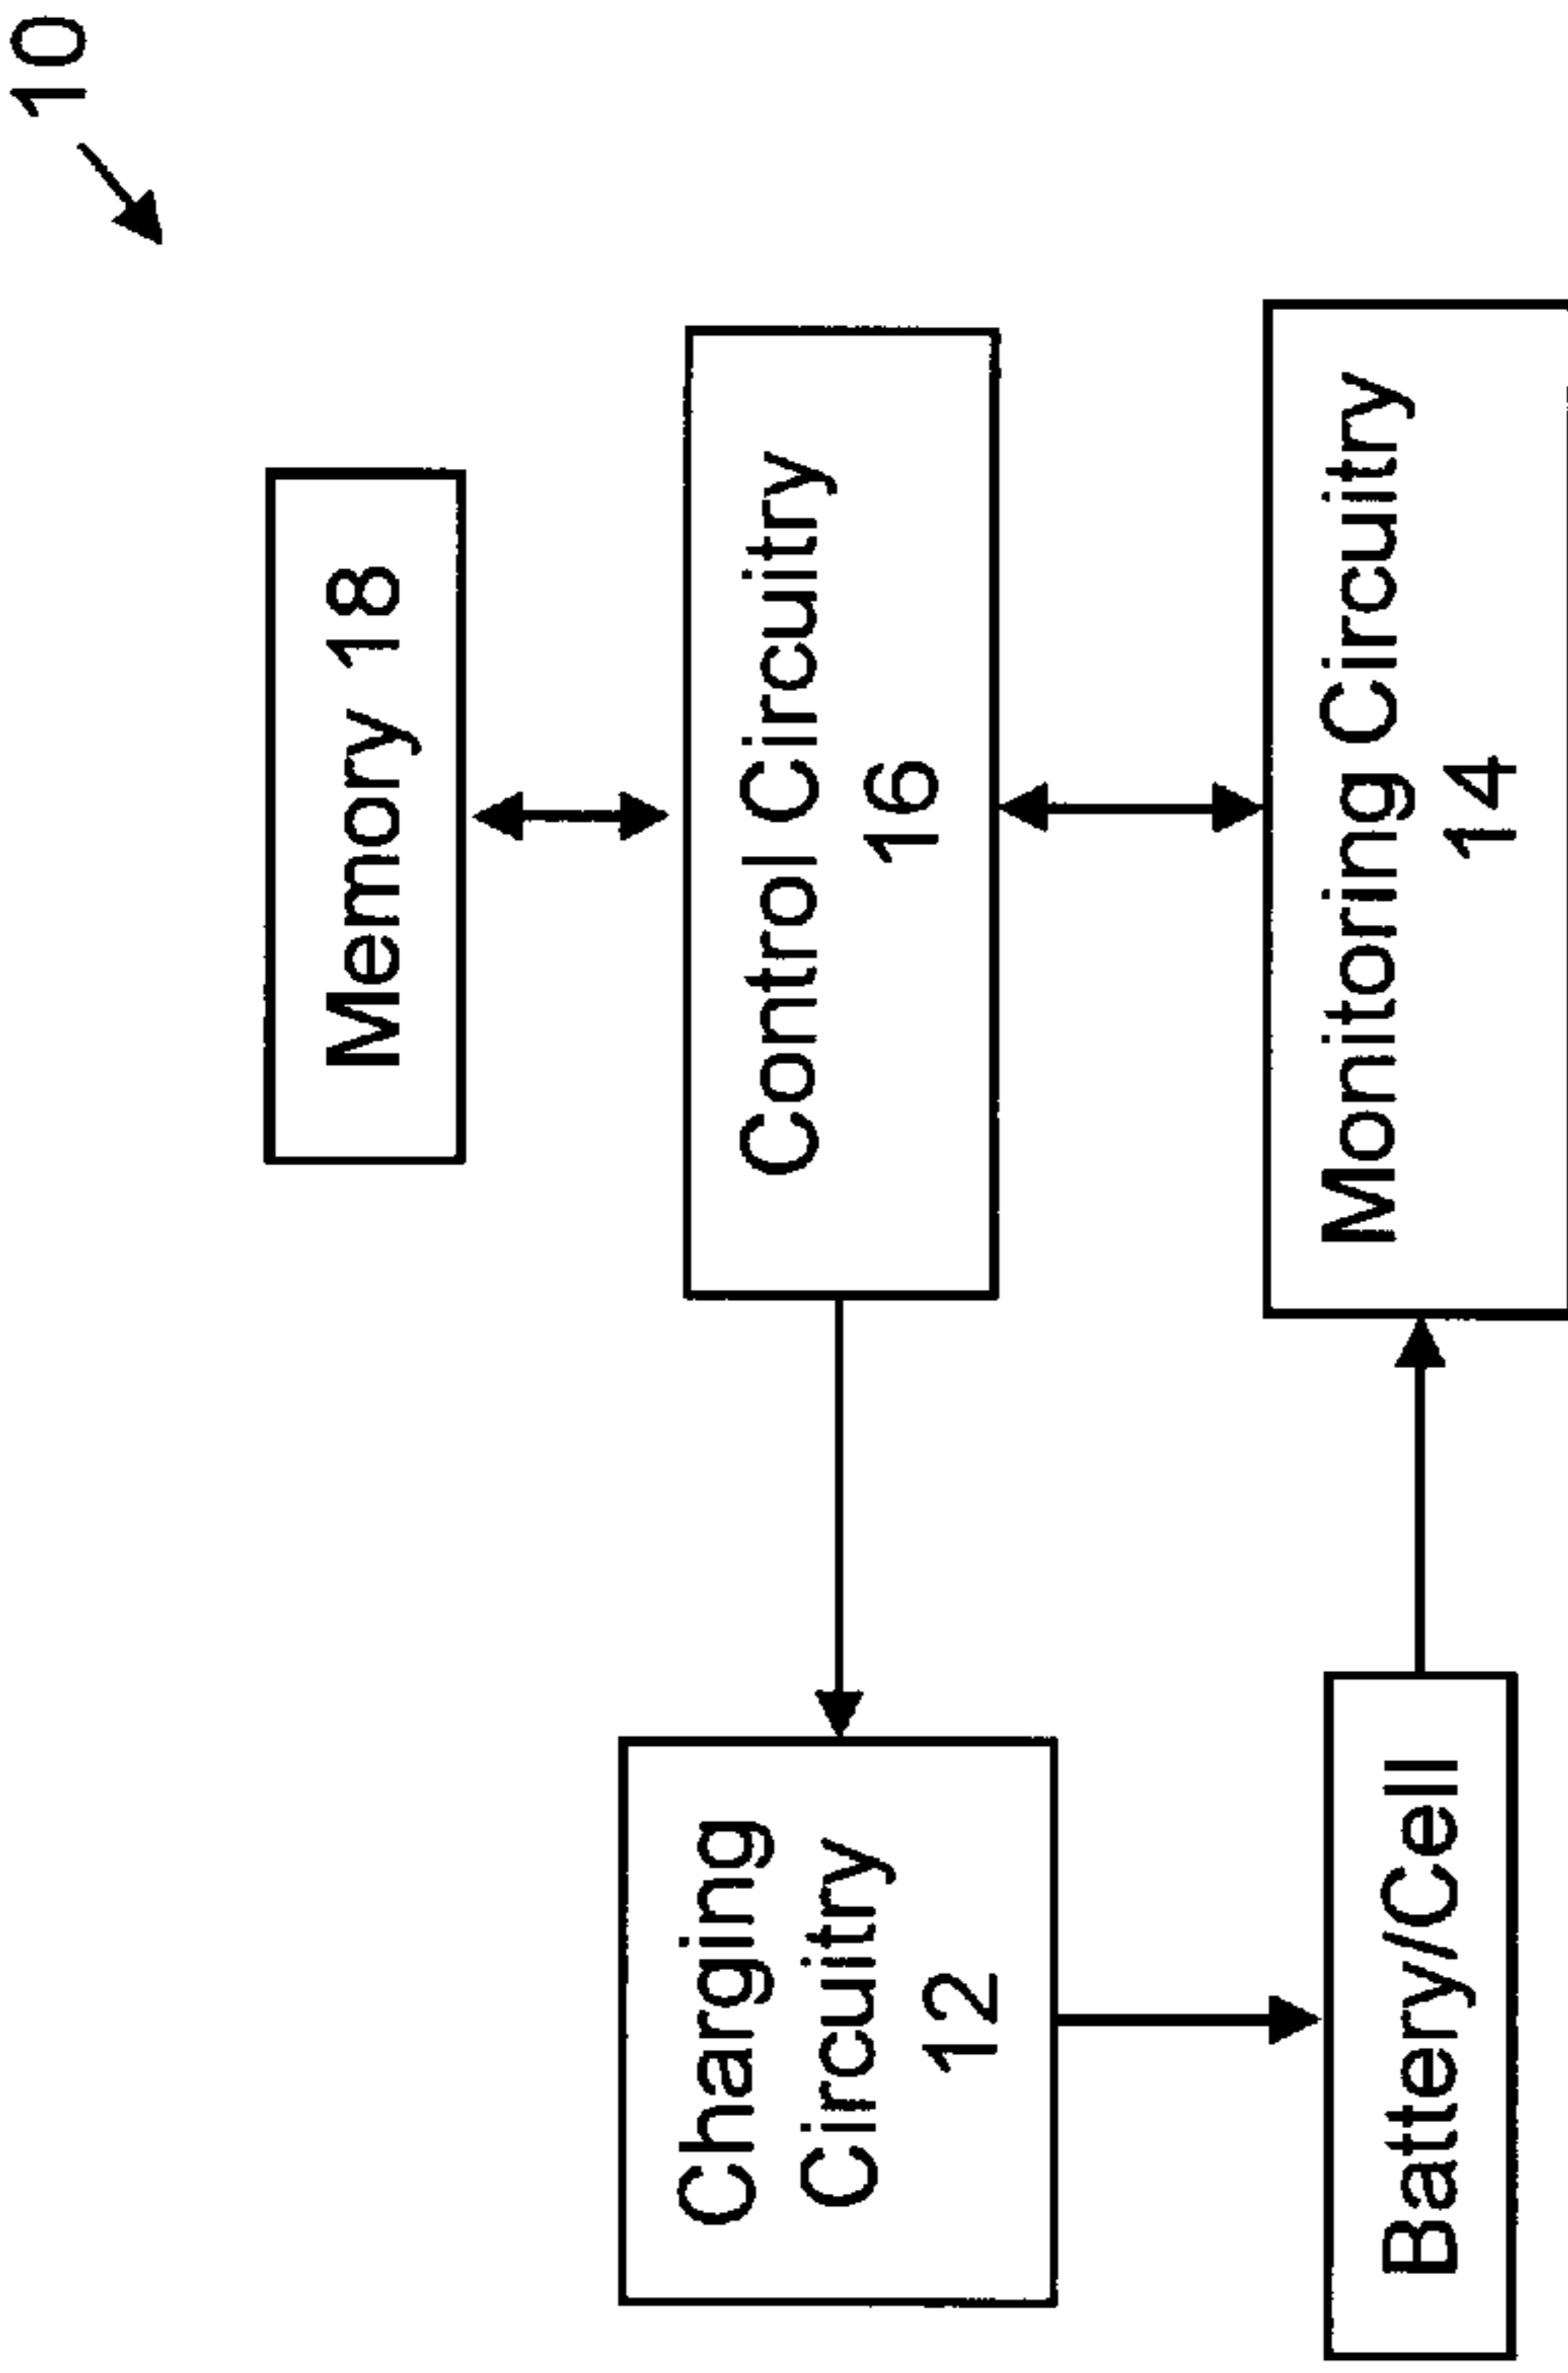 10
Memory 18
Control Circuitry
16
Charging
Circuitry
12
Monitoring Circuitry
14
Battery/Cell